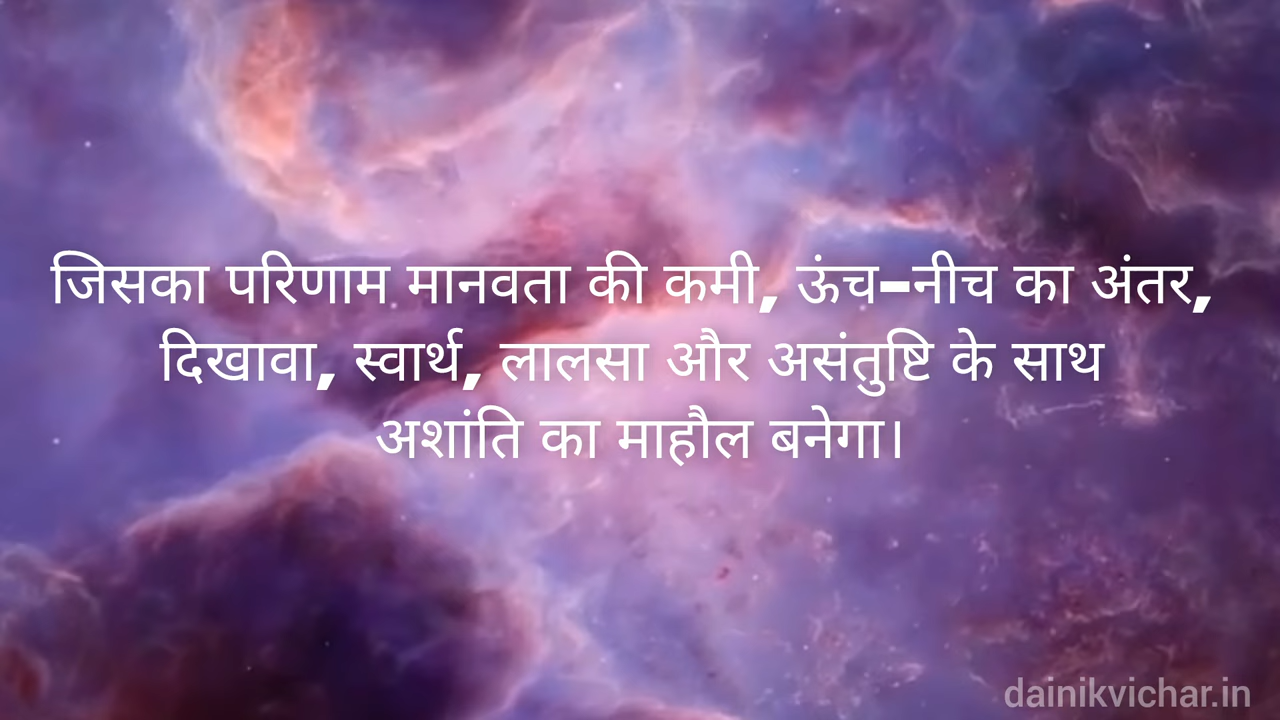 जिसका परिणाम मानवता की कमी, ऊंच-नीच का अंतर,
दिखावा, स्वार्थ, लालसा और असंतुष्टि के साथ
अशांति का माहौल बनेगा।
dainikvichar.in